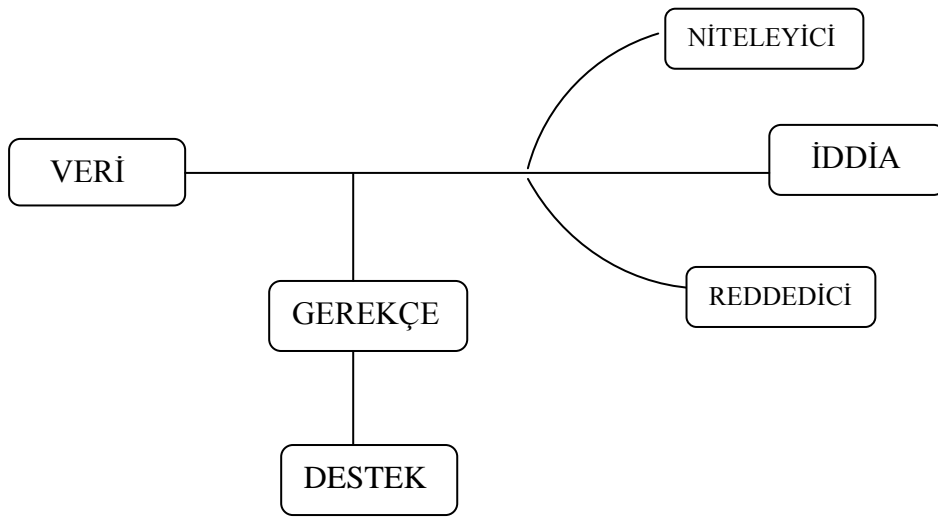 NİTELEYİCİ
VERİ
İDDİA
GEREKÇE
REDDEDİCİ
DESTEK